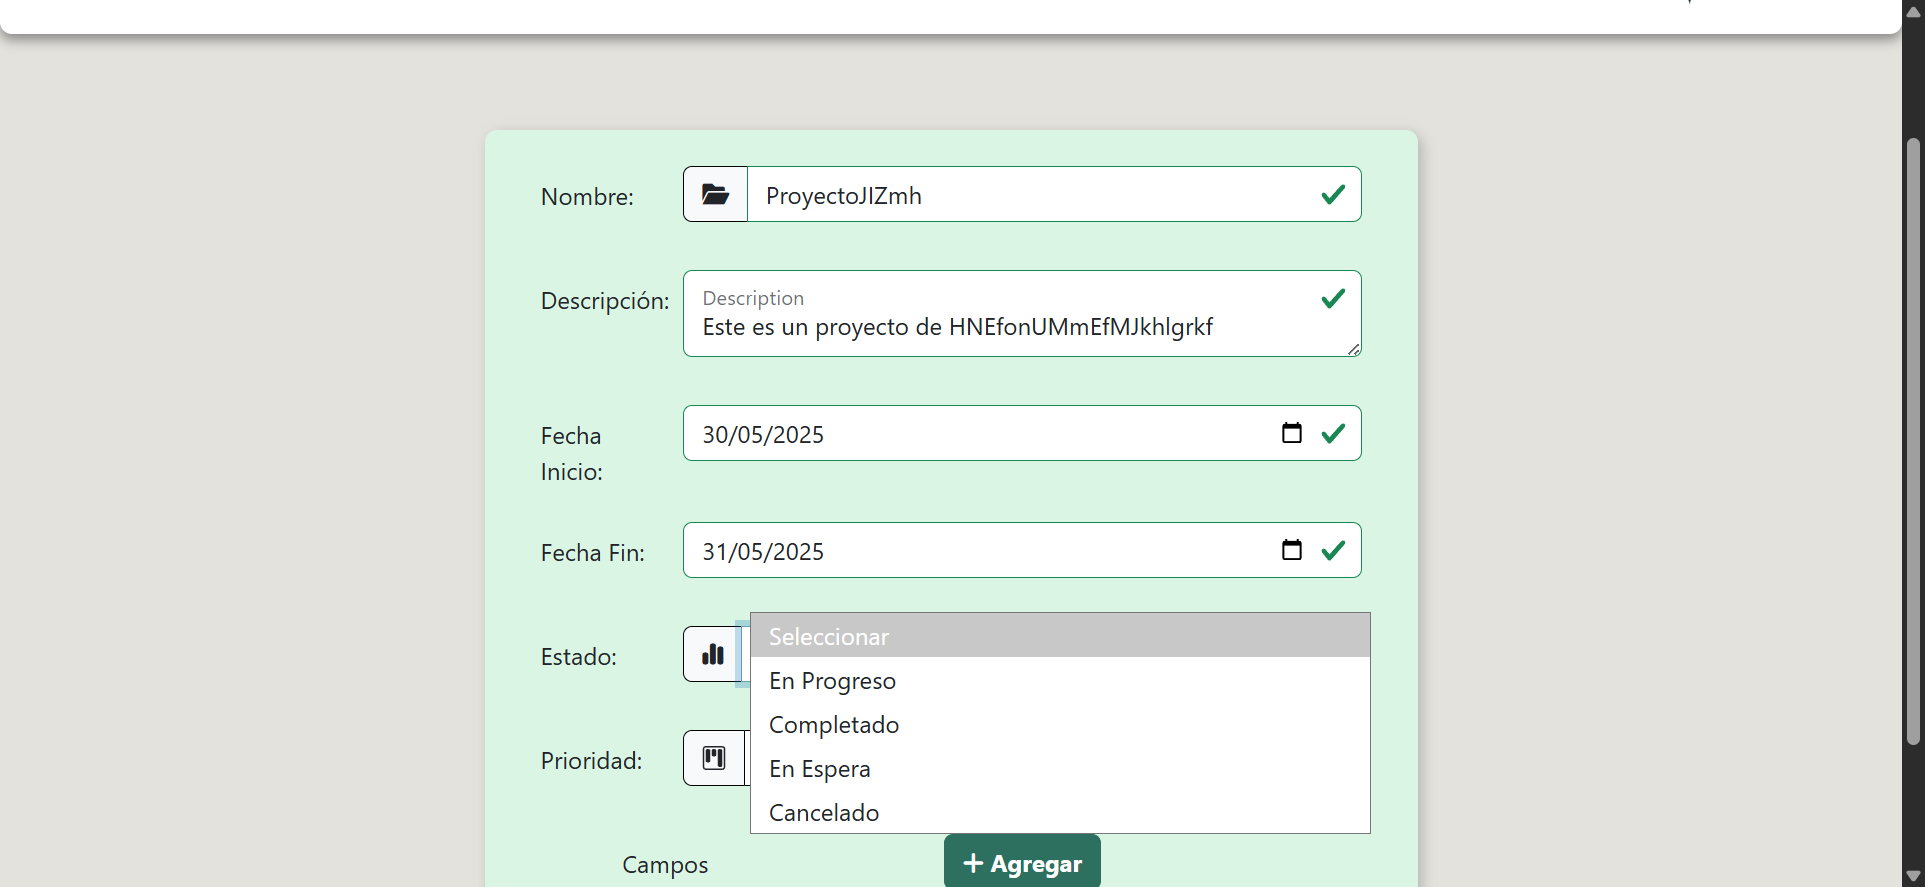 Nombre:
ProyectoJIZmh
Descripción:
Description
Este es un proyecto de HNEfonUMmEfMJkhlgrkf
Fecha
Inicio:
30/05/2025
Fecha Fin:
31/05/2025
Estado:
Seleccionar
En Progreso
Completado
En Espera
Cancelado
Prioridad:
Campos
Agregar